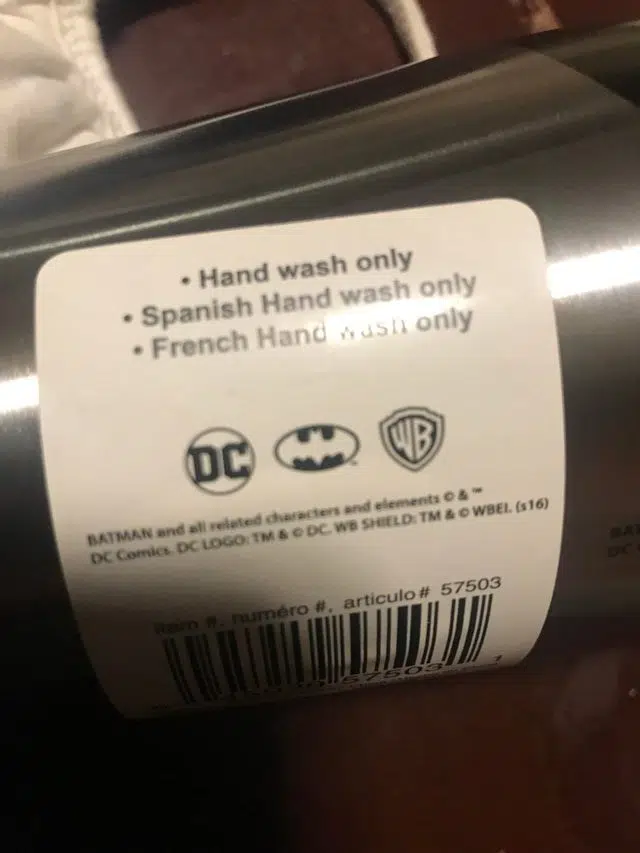 • Hand wash only
• Spanish Hand wash only
• French Hand wash only
DC WB
BATMAN and all related characters and elements © & ™
DC Comics. DC LOGO: TM & © DC. WB SHIELD: TM & © WBEI. (s16)
item #, numéro #, articulo# 57503
57503 1